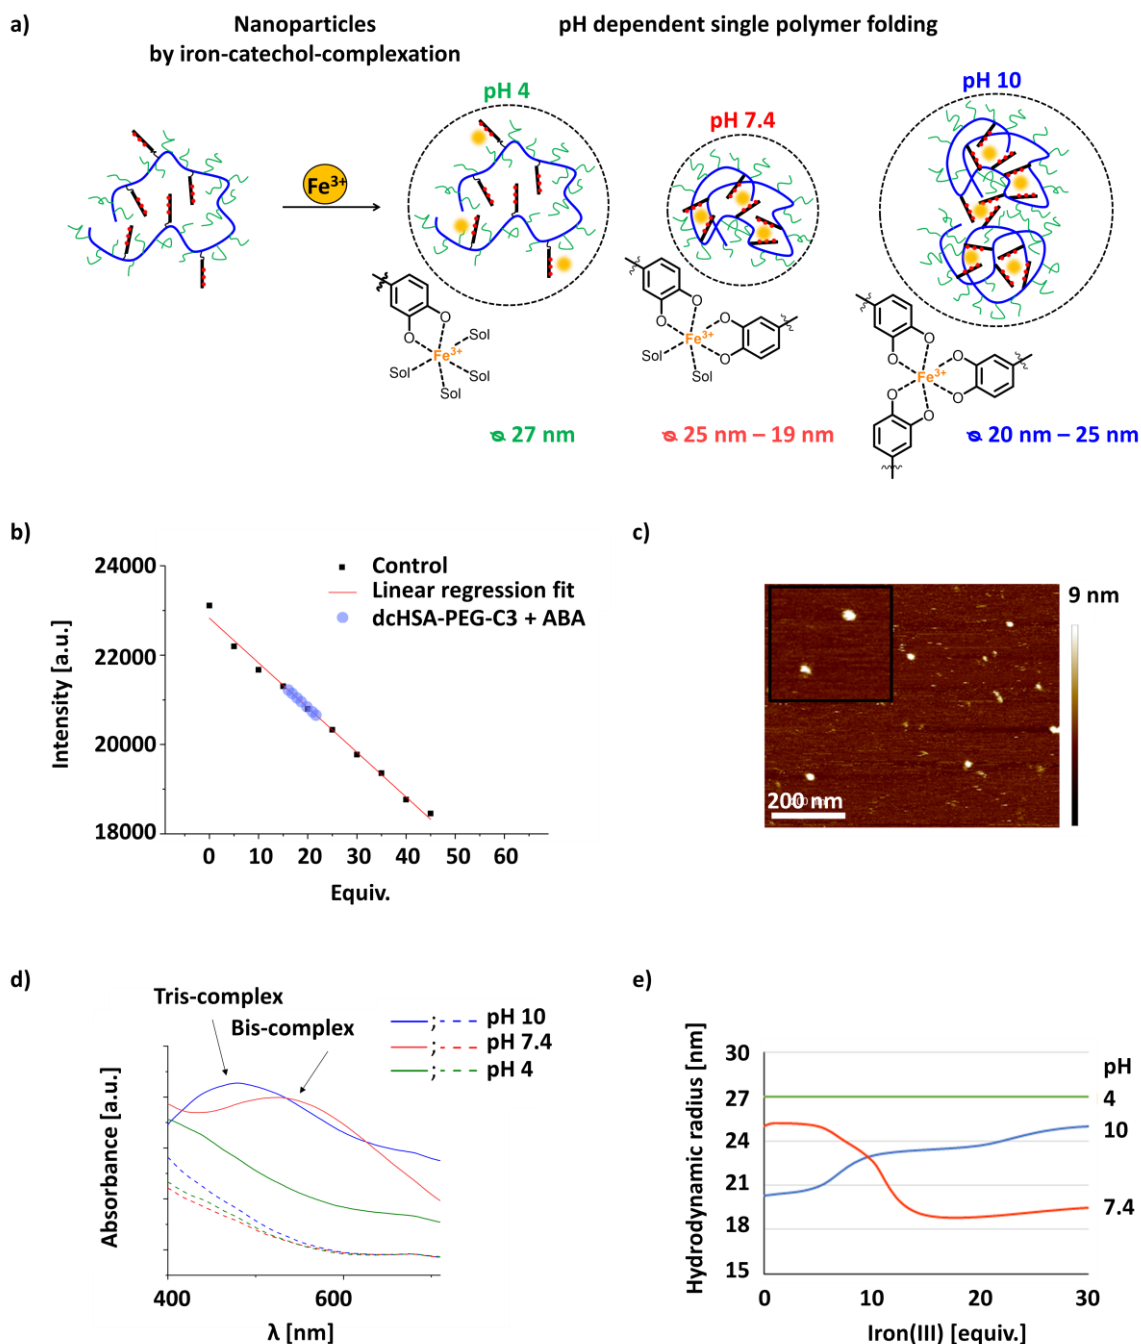 a)
Nanoparticles
by iron-catechol-complexation
pH dependent single polymer folding
pH 4
pH 7.4
pH 10
Fe³⁺
O
O
Sol
Fe³⁺
Sol
Sol
Sol
O
O
O
O
Fe³⁺
Sol
Sol
O
O
O
O
O
O
Fe³⁺
⌀ 27 nm
⌀ 25 nm – 19 nm
⌀ 20 nm – 25 nm
b)
24000
22000
20000
18000
Intensity [a.u.]
0 10 20 30 40 50 60
Equiv.
Control
Linear regression fit
dcHSA-PEG-C3 + ABA
c)
9 nm
200 nm
d)
Tris-complex
Bis-complex
pH 10
pH 7.4
pH 4
Absorbance [a.u.]
400 600
λ [nm]
e)
Hydrodynamic radius [nm]
30
27
24
21
18
15
pH
4
10
7.4
0 10 20 30
Iron(III) [equiv.]